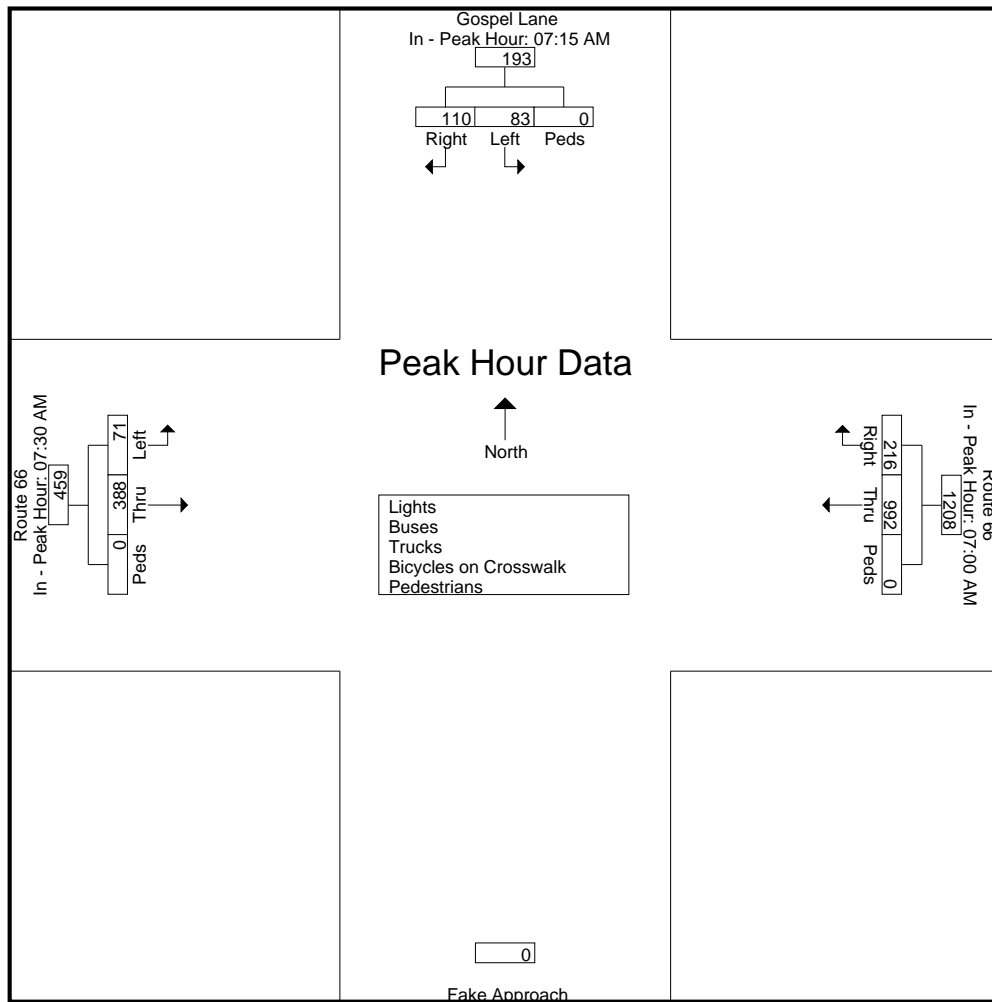 Gospel Lane
In - Peak Hour: 07:15 AM
193
110 83 0
Right Left Peds
Peak Hour Data
North
Lights
Buses
Trucks
Bicycles on Crosswalk
Pedestrians
Route 66
In - Peak Hour: 07:30 AM
459
71 388 0
Left Thru Peds
Route 66
In - Peak Hour: 07:00 AM
1208
216 992 0
Right Thru Peds
0
Fake Approach